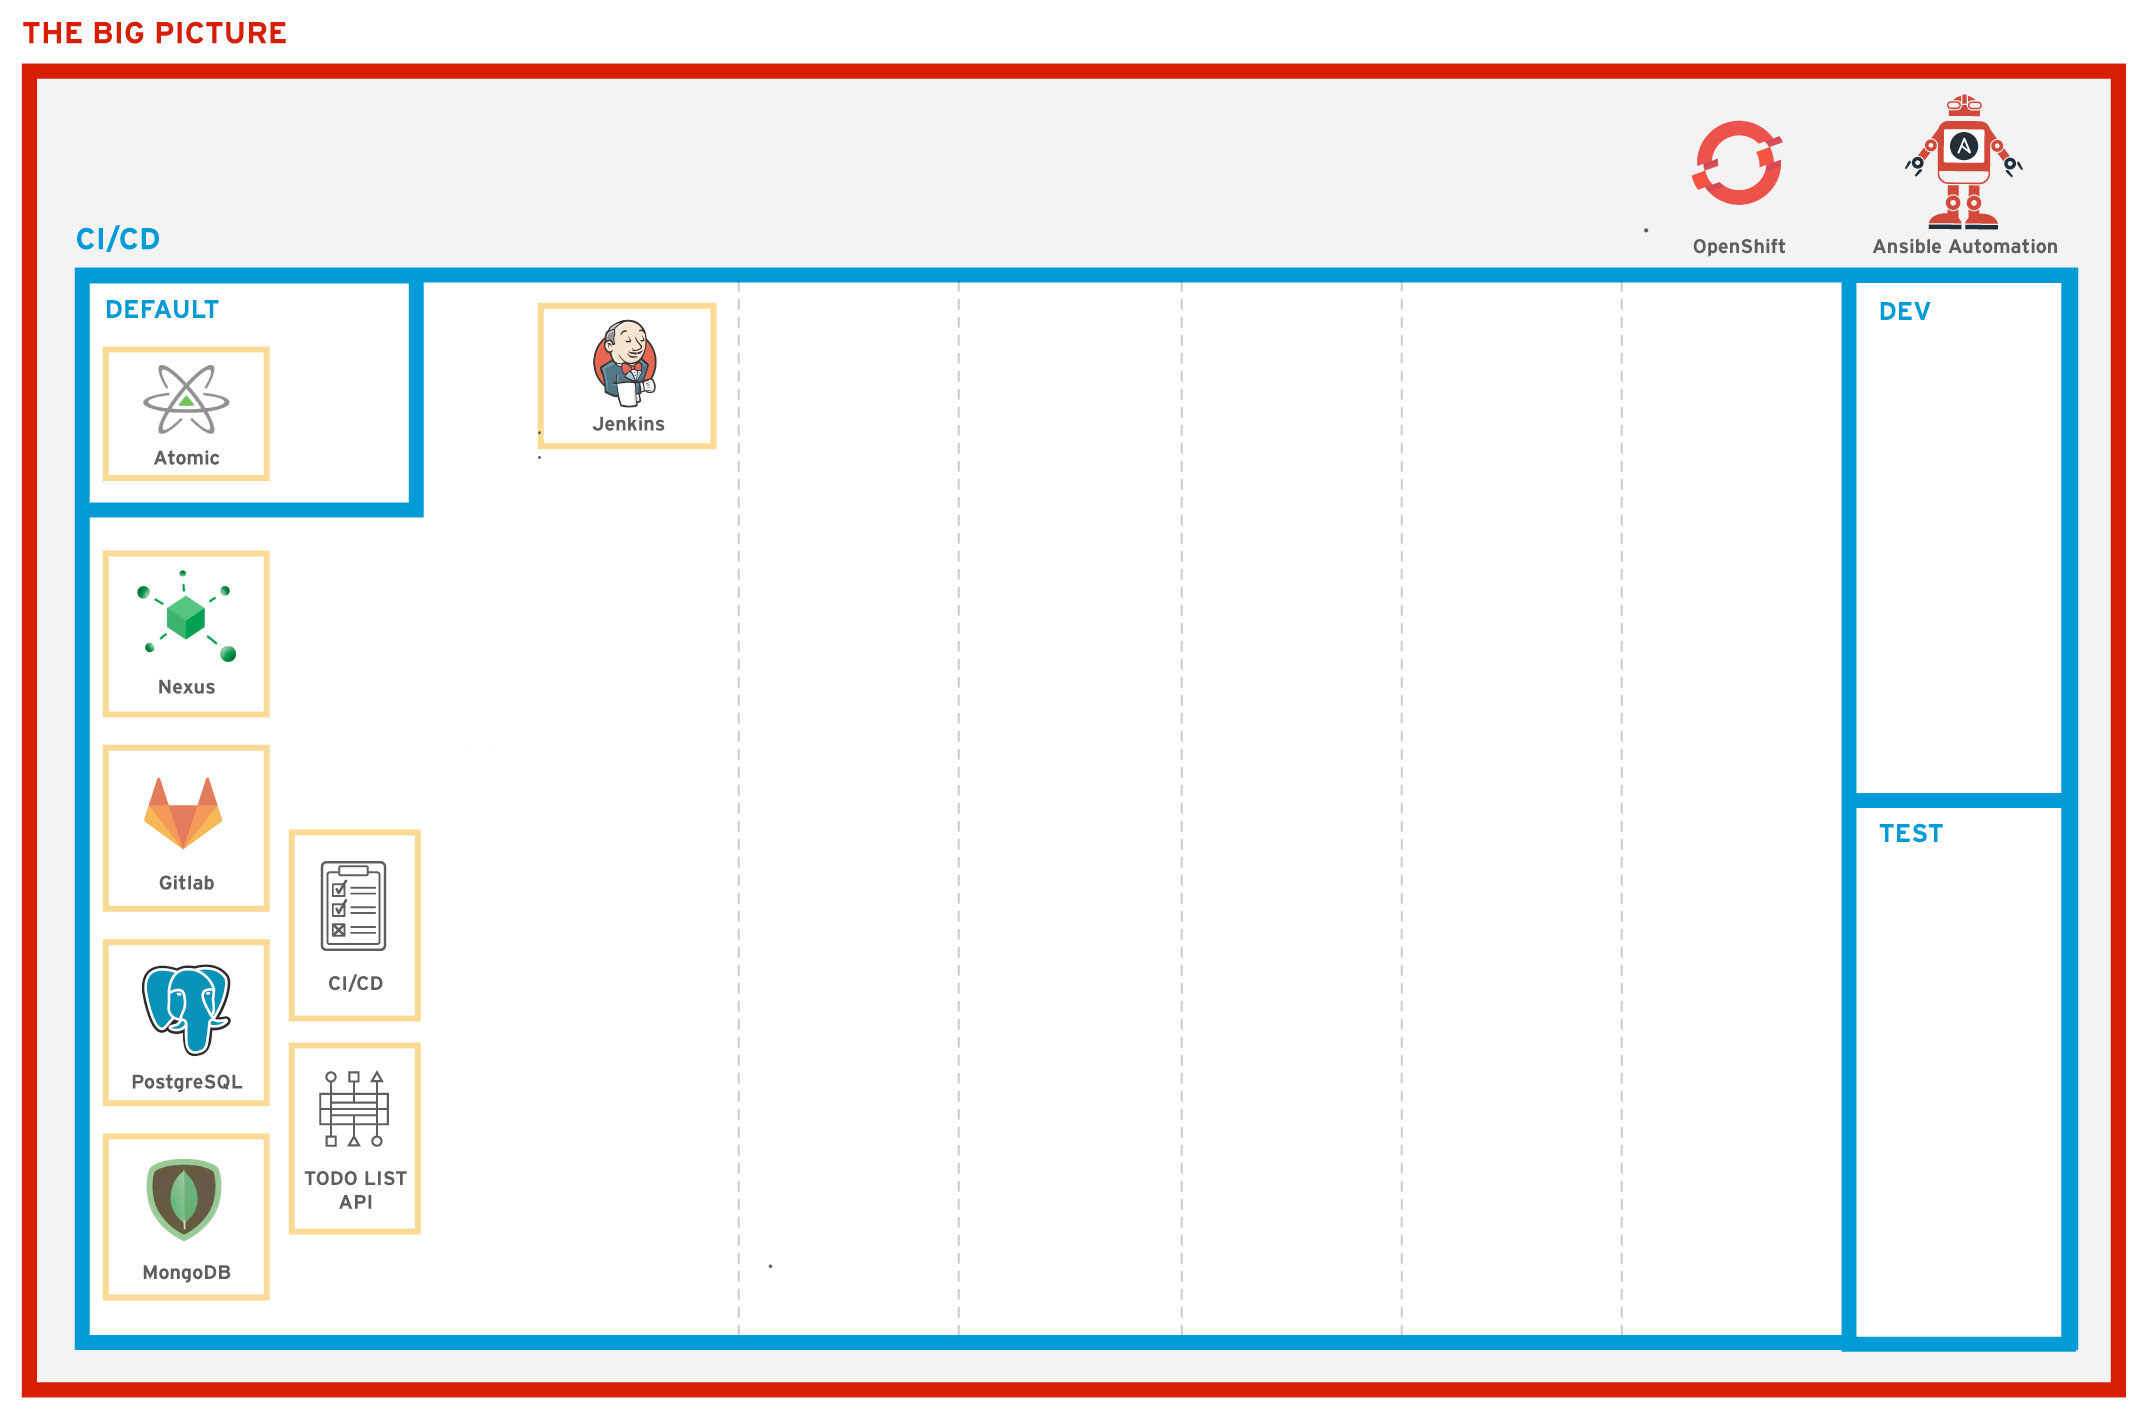 THE BIG PICTURE
OpenShift
Ansible Automation
CI/CD
DEFAULT
Atomic
Jenkins
DEV
Nexus
Gitlab
CI/CD
PostgreSQL
TODO LIST
API
MongoDB
TEST